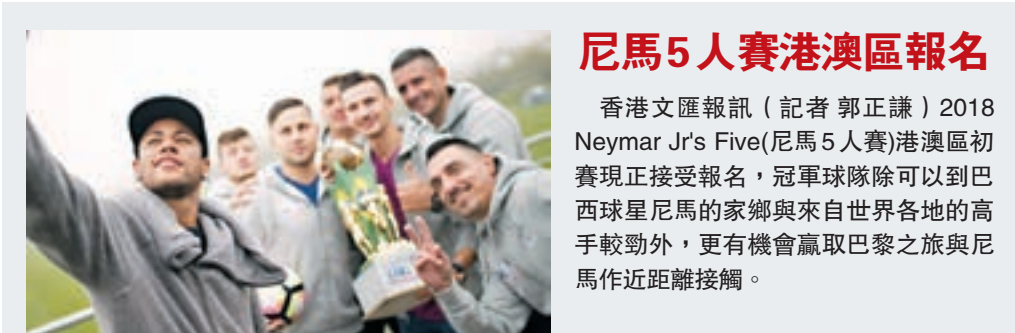 尼馬5人賽港澳區報名
香港文匯報訊（記者 郭正謙）2018
Neymar Jr's Five(尼馬5人賽)港澳區初
賽現正接受報名，冠軍球隊除可以到巴
西球星尼馬的家鄉與來自世界各地的高
手較勁外，更有機會贏取巴黎之旅與尼
馬作近距離接觸。